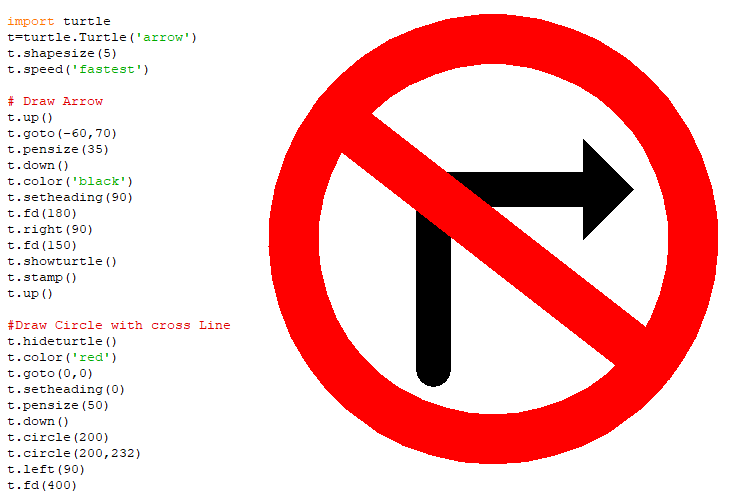 import turtle
t=turtle.Turtle('arrow')
t.shapesize(5)
t.speed('fastest')
# Draw Arrow
t.up()
t.goto(-60,70)
t.pensize(35)
t.down()
t.color('black')
t.setheading(90)
t.fd(180)
t.right(90)
t.fd(150)
t.showturtle()
t.stamp()
t.up()
#Draw Circle with cross Line
t.hideturtle()
t.color('red')
t.goto(0,0)
t.setheading(0)
t.pensize(50)
t.down()
t.circle(200)
t.circle(200,232)
t.left(90)
t.fd(400)